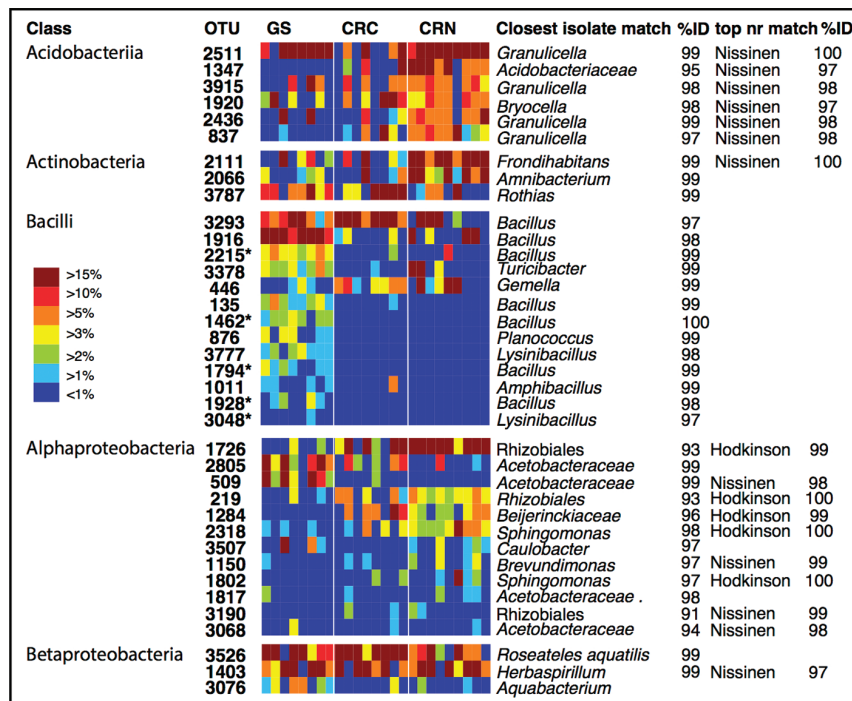 Class OTU GS CRC CRN Closest isolate match %ID top nr match %ID
Acidobacteriia 2511 Granulicella 99 Nissinen 100
1347 Acidobacteriaceae 95 Nissinen 97
3915 Granulicella 98 Nissinen 98
1920 Bryocella 98 Nissinen 97
2436 Granulicella 99 Nissinen 98
837 Granulicella 97 Nissinen 98
Actinobacteria 2111 Frondihabitans 99 Nissinen 100
2066 Amnibacterium 99
3787 Rothias 99
Bacilli 3293 Bacillus 97
1916 Bacillus 98
2215* Bacillus 99
>15% 3378 Turicibacter 99
>10% 446 Gemella 99
>5% 135 Bacillus 99
>3% 1462* Bacillus 100
876 Planococcus 99
>2% 3777 Lysinibacillus 98
>1% 1794* Bacillus 99
<1% 1011 Amphibacillus 99
1928* Bacillus 98
3048* Lysinibacillus 97
Alphaproteobacteria 1726 Rhizobiales 93 Hodkinson 99
2805 Acetobacteraceae 99
509 Acetobacteraceae 99 Nissinen 98
219 Rhizobiales 93 Hodkinson 100
1284 Beijerinckiaceae 96 Hodkinson 99
2318 Sphingomonas 98 Hodkinson 100
3507 Caulobacter 97
1150 Brevundimonas 97 Nissinen 99
1802 Sphingomonas 97 Hodkinson 100
1817 Acetobacteraceae . 98
3190 Rhizobiales 91 Nissinen 99
3068 Acetobacteraceae 94 Nissinen 98
Betaproteobacteria 3526 Roseateles aquatilis 99
1403 Herbaspirillum 99 Nissinen 97
3076 Aquabacterium